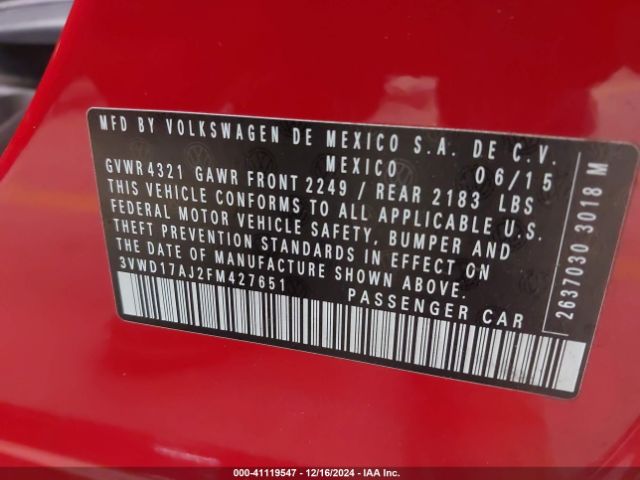 MFD BY VOLKSWAGEN DE MEXICO S.A. DE C.V.
MEXICO 06/15
GVWR 4321 GAWR FRONT 2249 / REAR 2183 LBS
THIS VEHICLE CONFORMS TO ALL APPLICABLE U.S.
FEDERAL MOTOR VEHICLE SAFETY, BUMPER AND
THEFT PREVENTION STANDARDS IN EFFECT ON
THE DATE OF MANUFACTURE SHOWN ABOVE.
3VWD17AJ2FM427651 PASSENGER CAR
2637030 3018 M
000-41119547 - 12/16/2024 - IAA Inc.